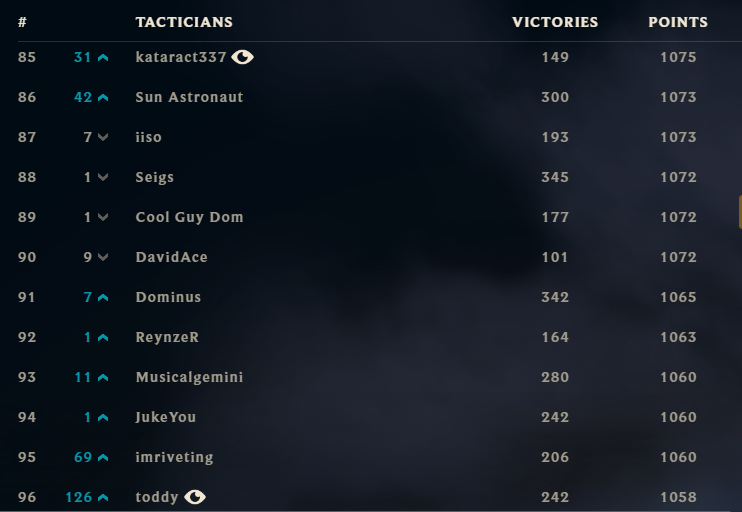 # TACTICIANS VICTORIES POINTS
85 31 kataract337 149 1075
86 42 Sun Astronaut 300 1073
87 7 iiso 193 1073
88 1 Seigs 345 1072
89 1 Cool Guy Dom 177 1072
90 9 DavidAce 101 1072
91 7 Dominus 342 1065
92 1 ReynzeR 164 1063
93 11 Musicalgemini 280 1060
94 1 JukeYou 242 1060
95 69 imriveting 206 1060
96 126 toddy 242 1058